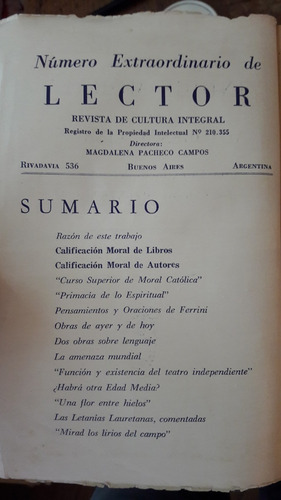 Número Extraordinario de
LECTOR
REVISTA DE CULTURA INTEGRAL
Registro de la Propiedad Intelectual Nº 210.355
Directora:
MAGDALENA PACHECO CAMPOS
RIVADAVIA 536 BUENOS AIRES ARGENTINA
SUMARIO
Razón de este trabajo
Calificación Moral de Libros
Calificación Moral de Autores
"Curso Superior de Moral Católica"
"Primacía de lo Espiritual"
Pensamientos y Oraciones de Ferrini
Obras de ayer y de hoy
Dos obras sobre lenguaje
La amenaza mundial
"Función y existencia del teatro independiente"
¿Habrá otra Edad Media?
"Una flor entre hielos"
Las Letanías Lauretanas, comentadas
"Mirad los lirios del campo"